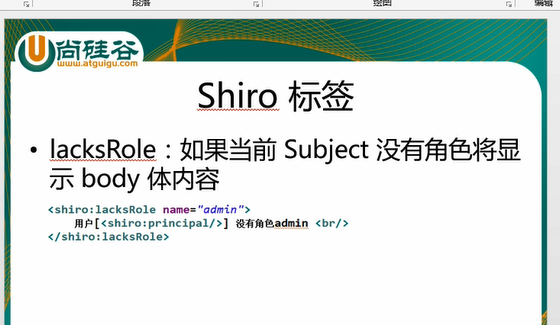 段落
绘图
编辑
U尚硅谷
www.atguigu.com
Shiro 标签
• lacksRole：如果当前 Subject 没有角色将显
示 body 体内容
<shiro:lacksRole name="admin">
用户[<shiro:principal/>] 没有角色admin <br/>
</shiro:lacksRole>